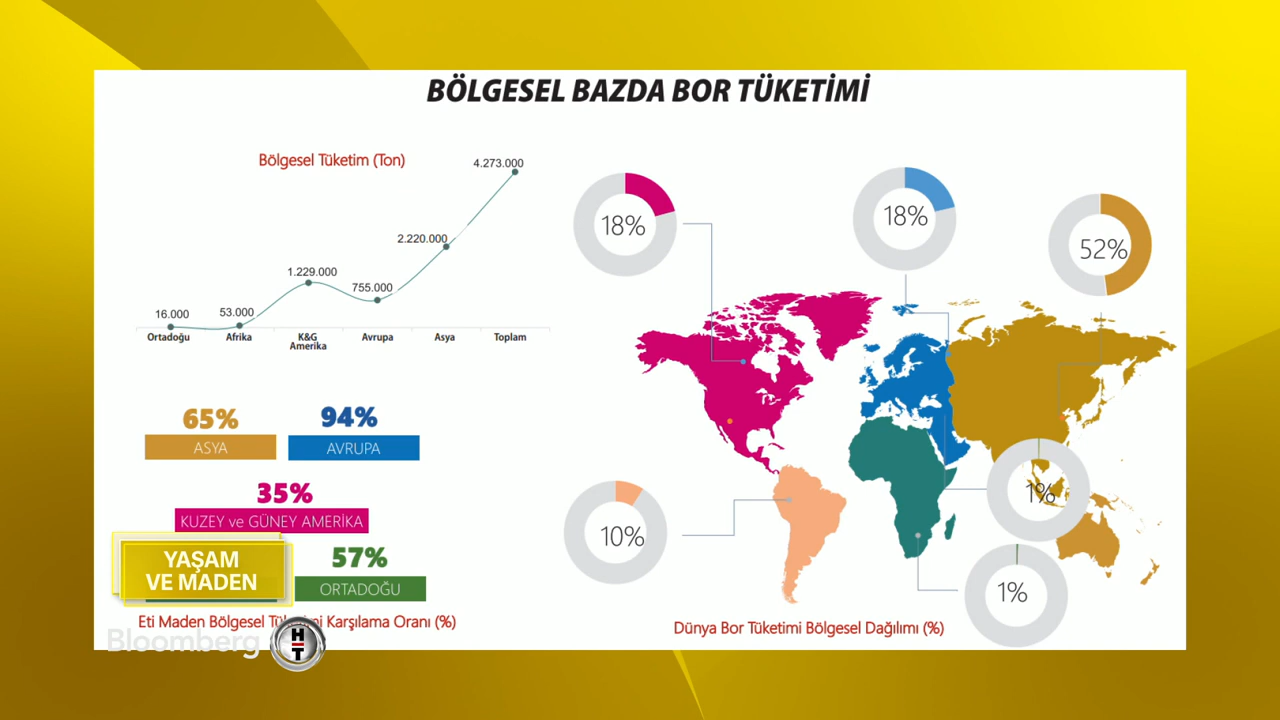 BÖLGESEL BAZDA BOR TÜKETİMİ
Bölgesel Tüketim (Ton)
16.000
53.000
1.229.000
755.000
2.220.000
4.273.000
Ortadoğu
Afrika
K&G
Amerika
Avrupa
Asya
Toplam
18%
18%
52%
10%
1%
1%
65%
ASYA
94%
AVRUPA
35%
KUZEY ve GÜNEY AMERİKA
57%
ORTADOĞU
YAŞAM
VE MADEN
Eti Maden Bölgesel Karşılama Oranı (%)
Dünya Bor Tüketimi Bölgesel Dağılımı (%)
Bloomberg
HT